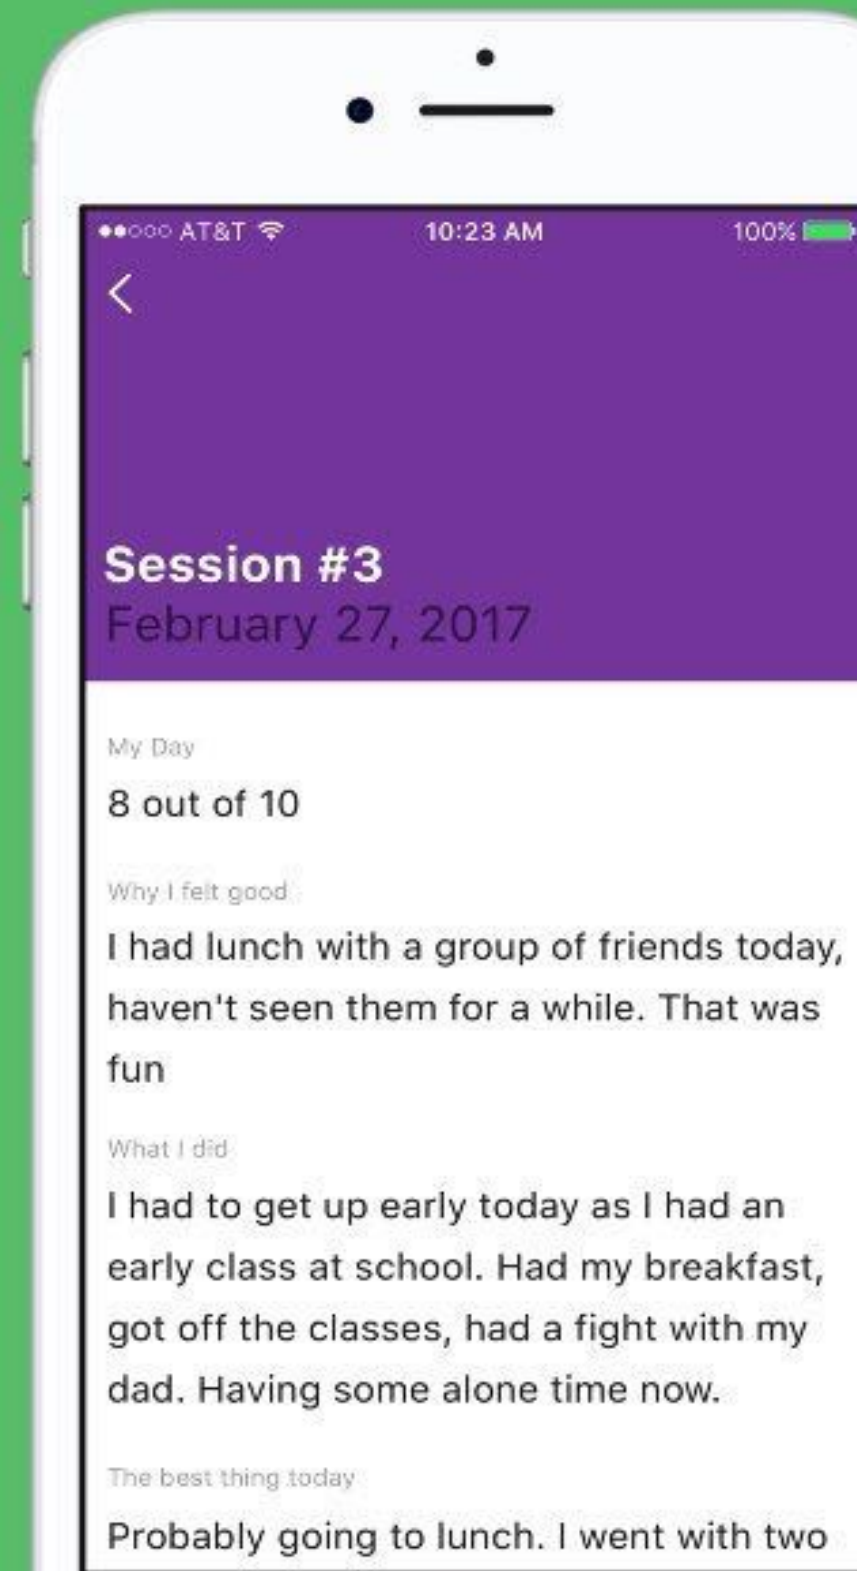 AT&T 10:23 AM 100%
Session #3
February 27, 2017
My Day
8 out of 10
Why I felt good
I had lunch with a group of friends today,
haven't seen them for a while. That was
fun
What I did
I had to get up early today as I had an
early class at school. Had my breakfast,
got off the classes, had a fight with my
dad. Having some alone time now.
The best thing today
Probably going to lunch. I went with two